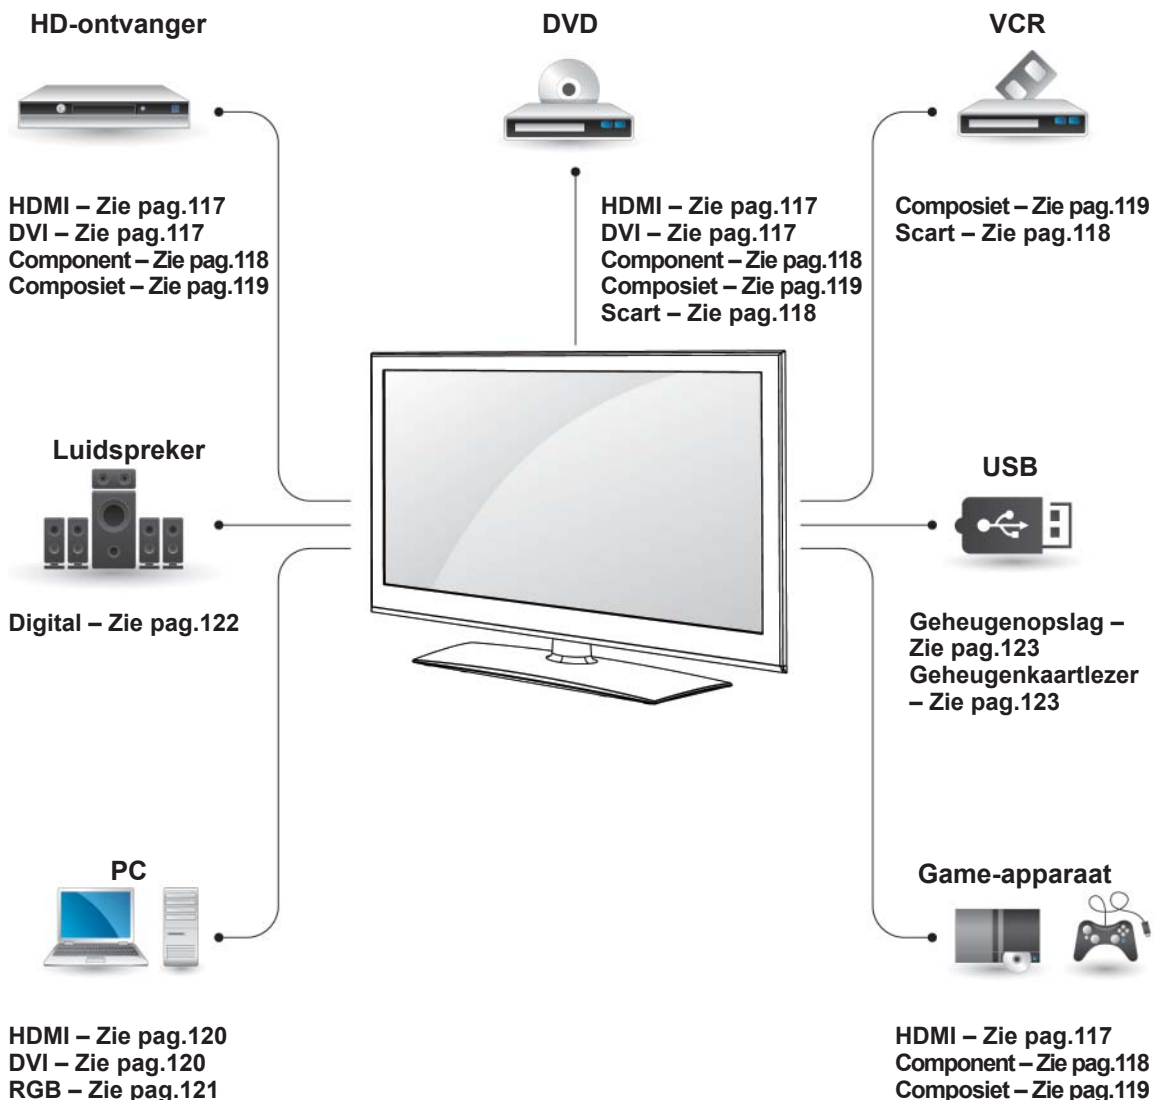 HD-ontvanger
HDMI – Zie pag.117
DVI – Zie pag.117
Component – Zie pag.118
Composiet – Zie pag.119
DVD
HDMI – Zie pag.117
DVI – Zie pag.117
Component – Zie pag.118
Composiet – Zie pag.119
Scart – Zie pag.118
VCR
Composiet – Zie pag.119
Scart – Zie pag.118
Luidspreker
Digital – Zie pag.122
USB
Geheugenopslag –
Zie pag.123
Geheugenkaartlezer
– Zie pag.123
PC
HDMI – Zie pag.120
DVI – Zie pag.120
RGB – Zie pag.121
Game-apparaat
HDMI – Zie pag.117
Component – Zie pag.118
Composiet – Zie pag.119